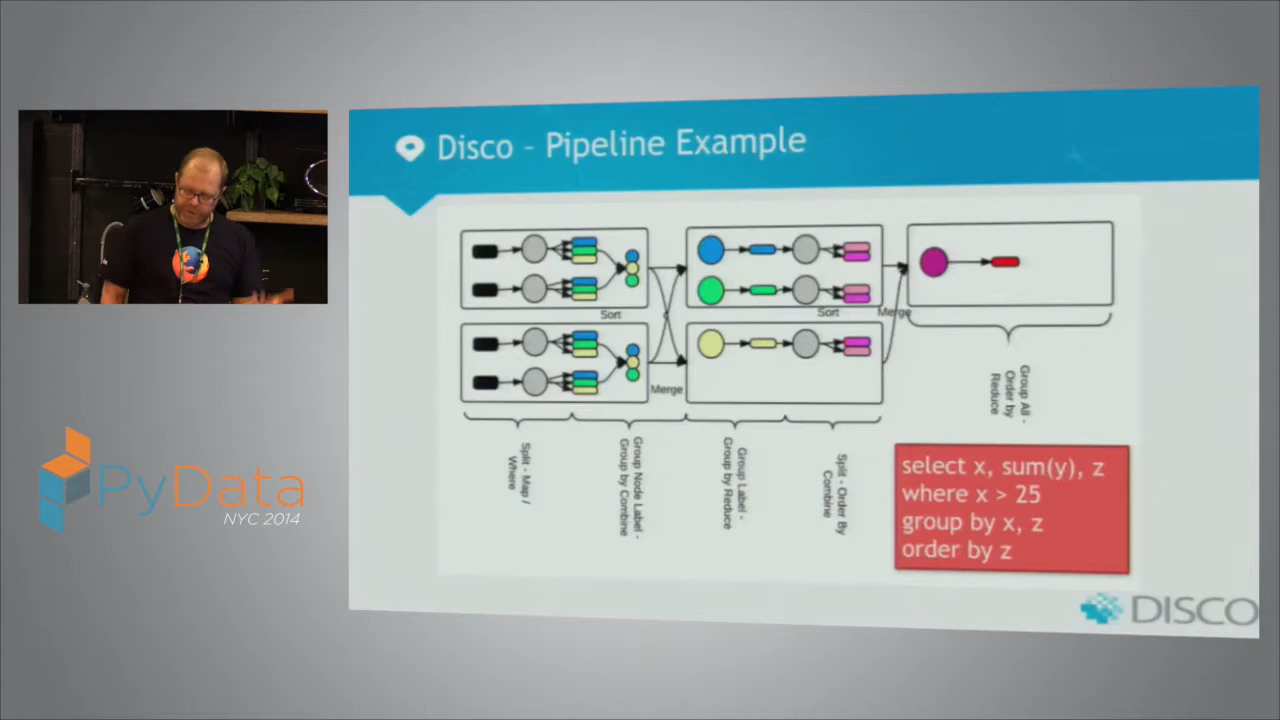 Disco – Pipeline Example
Sort
Merge
Sort
Merge
Split - Map /
Where
Group Node Label -
Group by Combine
Group Label -
Group by Reduce
Split - Order By
Combine
Group All -
Order by
Reduce
select x, sum(y), z
where x > 25
group by x, z
order by z
DISCO
PyData
NYC 2014